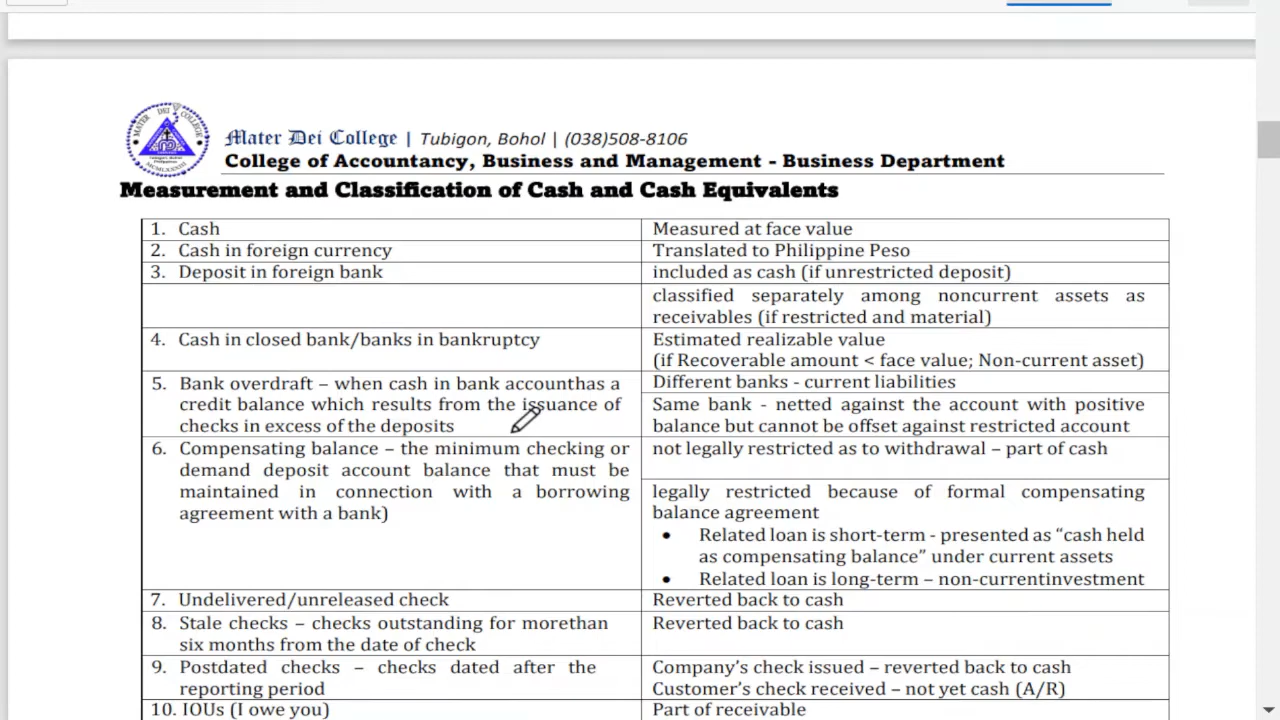 Mater Dei College | Tubigon, Bohol | (038)508-8106
College of Accountancy, Business and Management - Business Department
Measurement and Classification of Cash and Cash Equivalents
1. Cash
Measured at face value
2. Cash in foreign currency
Translated to Philippine Peso
3. Deposit in foreign bank
included as cash (if unrestricted deposit)
classified separately among noncurrent assets as
receivables (if restricted and material)
4. Cash in closed bank/banks in bankruptcy
Estimated realizable value
(if Recoverable amount < face value; Non-current asset)
5. Bank overdraft – when cash in bank accounthas a
credit balance which results from the issuance of
checks in excess of the deposits
Different banks - current liabilities
Same bank - netted against the account with positive
balance but cannot be offset against restricted account
6. Compensating balance – the minimum checking or
demand deposit account balance that must be
maintained in connection with a borrowing
agreement with a bank)
not legally restricted as to withdrawal – part of cash
legally restricted because of formal compensating
balance agreement
• Related loan is short-term - presented as “cash held
as compensating balance” under current assets
• Related loan is long-term – non-currentinvestment
7. Undelivered/unreleased check
Reverted back to cash
8. Stale checks – checks outstanding for morethan
six months from the date of check
Reverted back to cash
9. Postdated checks – checks dated after the
reporting period
Company’s check issued – reverted back to cash
Customer’s check received – not yet cash (A/R)
10. IOUs (I owe you)
Part of receivable